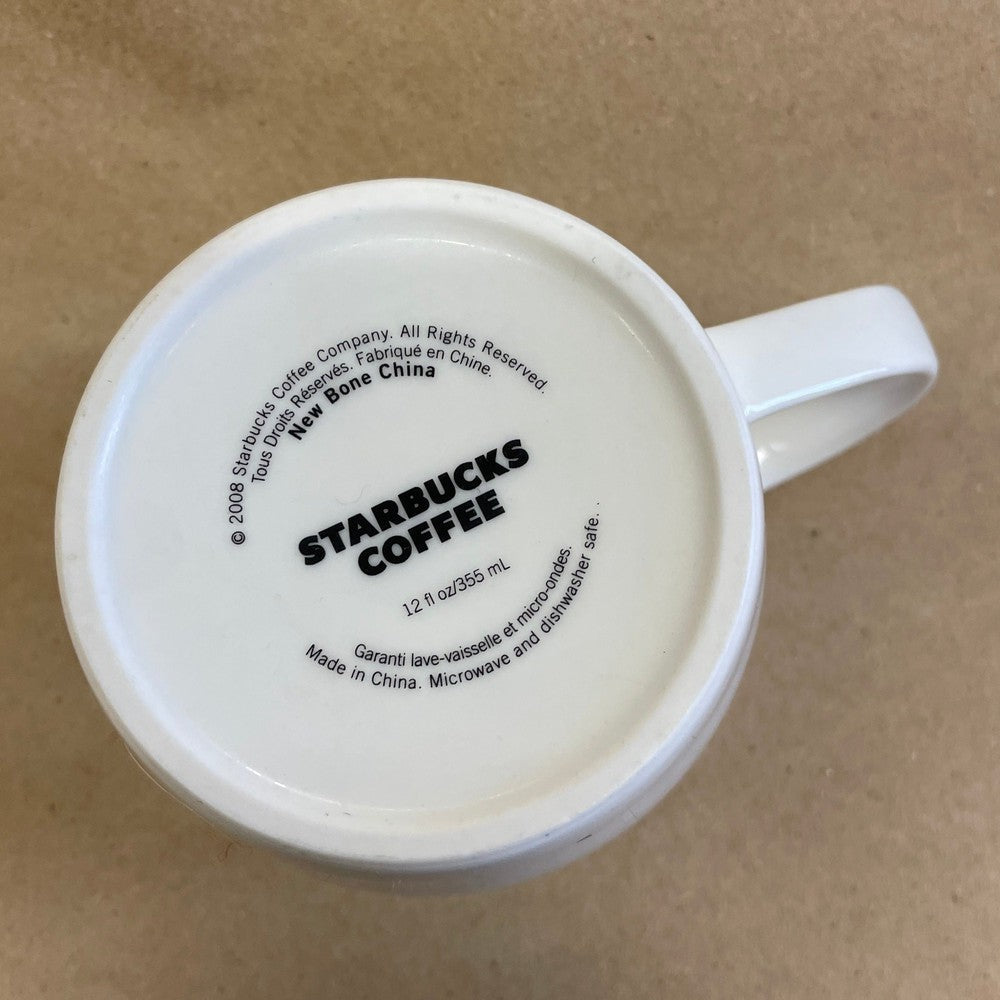 © 2008 Starbucks Coffee Company. All Rights Reserved.
Tous Droits Réservés. Fabriqué en Chine.
New Bone China
STARBUCKS
COFFEE
12 fl oz/355 mL
Garanti lave-vaisselle et micro-ondes.
Made in China. Microwave and dishwasher safe.